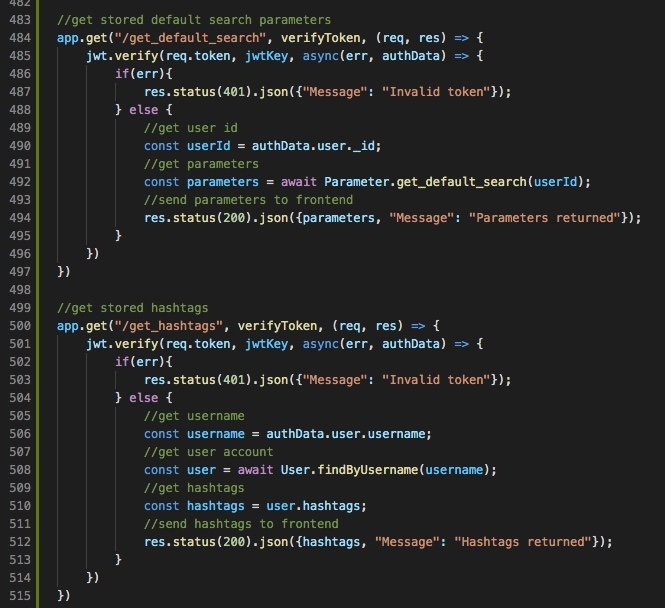 482
483 //get stored default search parameters
484 app.get("/get_default_search", verifyToken, (req, res) => {
485     jwt.verify(req.token, jwtKey, async(err, authData) => {
486         if(err){
487             res.status(401).json({"Message": "Invalid token"});
488         } else {
489             //get user id
490             const userId = authData.user._id;
491             //get parameters
492             const parameters = await Parameter.get_default_search(userId);
493             //send parameters to frontend
494             res.status(200).json({parameters, "Message": "Parameters returned"});
495         }
496     })
497 })
498
499 //get stored hashtags
500 app.get("/get_hashtags", verifyToken, (req, res) => {
501     jwt.verify(req.token, jwtKey, async(err, authData) => {
502         if(err){
503             res.status(401).json({"Message": "Invalid token"});
504         } else {
505             //get username
506             const username = authData.user.username;
507             //get user account
508             const user = await User.findByUsername(username);
509             //get hashtags
510             const hashtags = user.hashtags;
511             //send hashtags to frontend
512             res.status(200).json({hashtags, "Message": "Hashtags returned"});
513         }
514     })
515 })